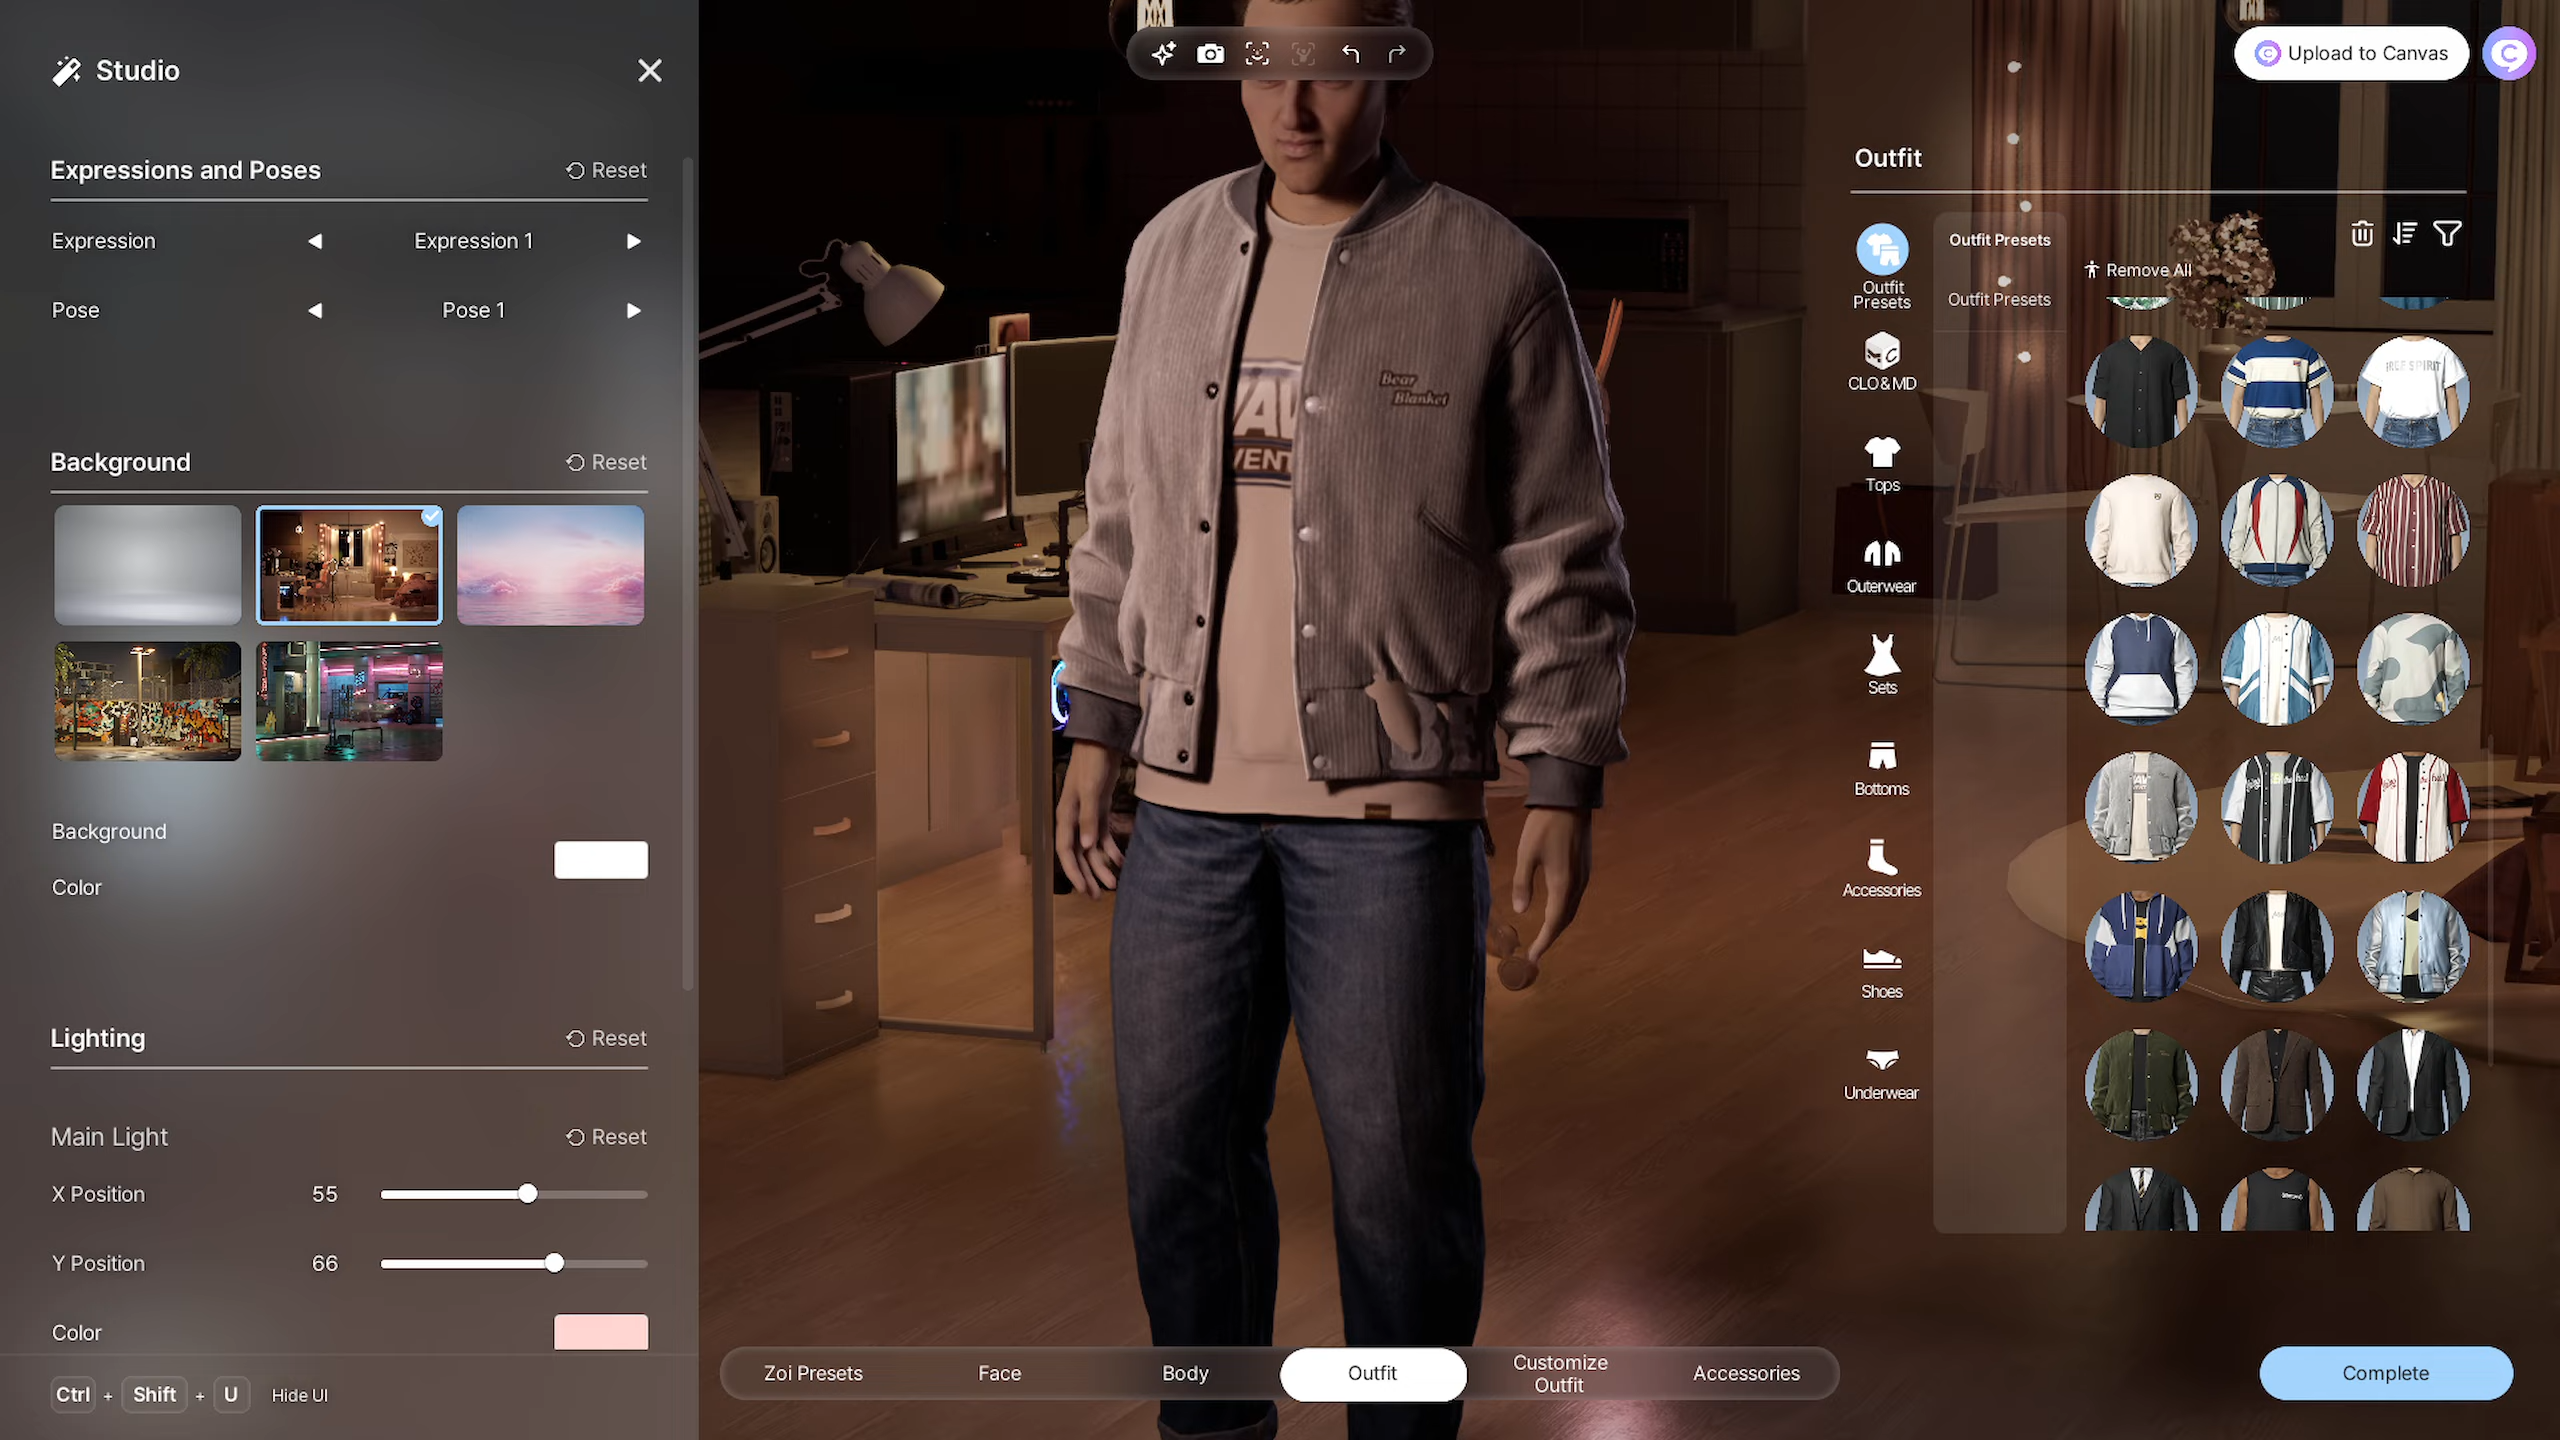 Studio
Expressions and Poses
Reset
Expression
Expression 1
Pose
Pose 1
Background
Reset
Background
Color
Lighting
Reset
Main Light
Reset
X Position
55
Y Position
66
Color
Ctrl + Shift + U Hide UI
Bear
Blanket
Upload to Canvas
Outfit
Outfit
Presets
CLO&MD
Tops
Outerwear
Sets
Bottoms
Accessories
Shoes
Underwear
Outfit Presets
Outfit Presets
Remove All
Zoi Presets
Face
Body
Outfit
Customize
Outfit
Accessories
Complete